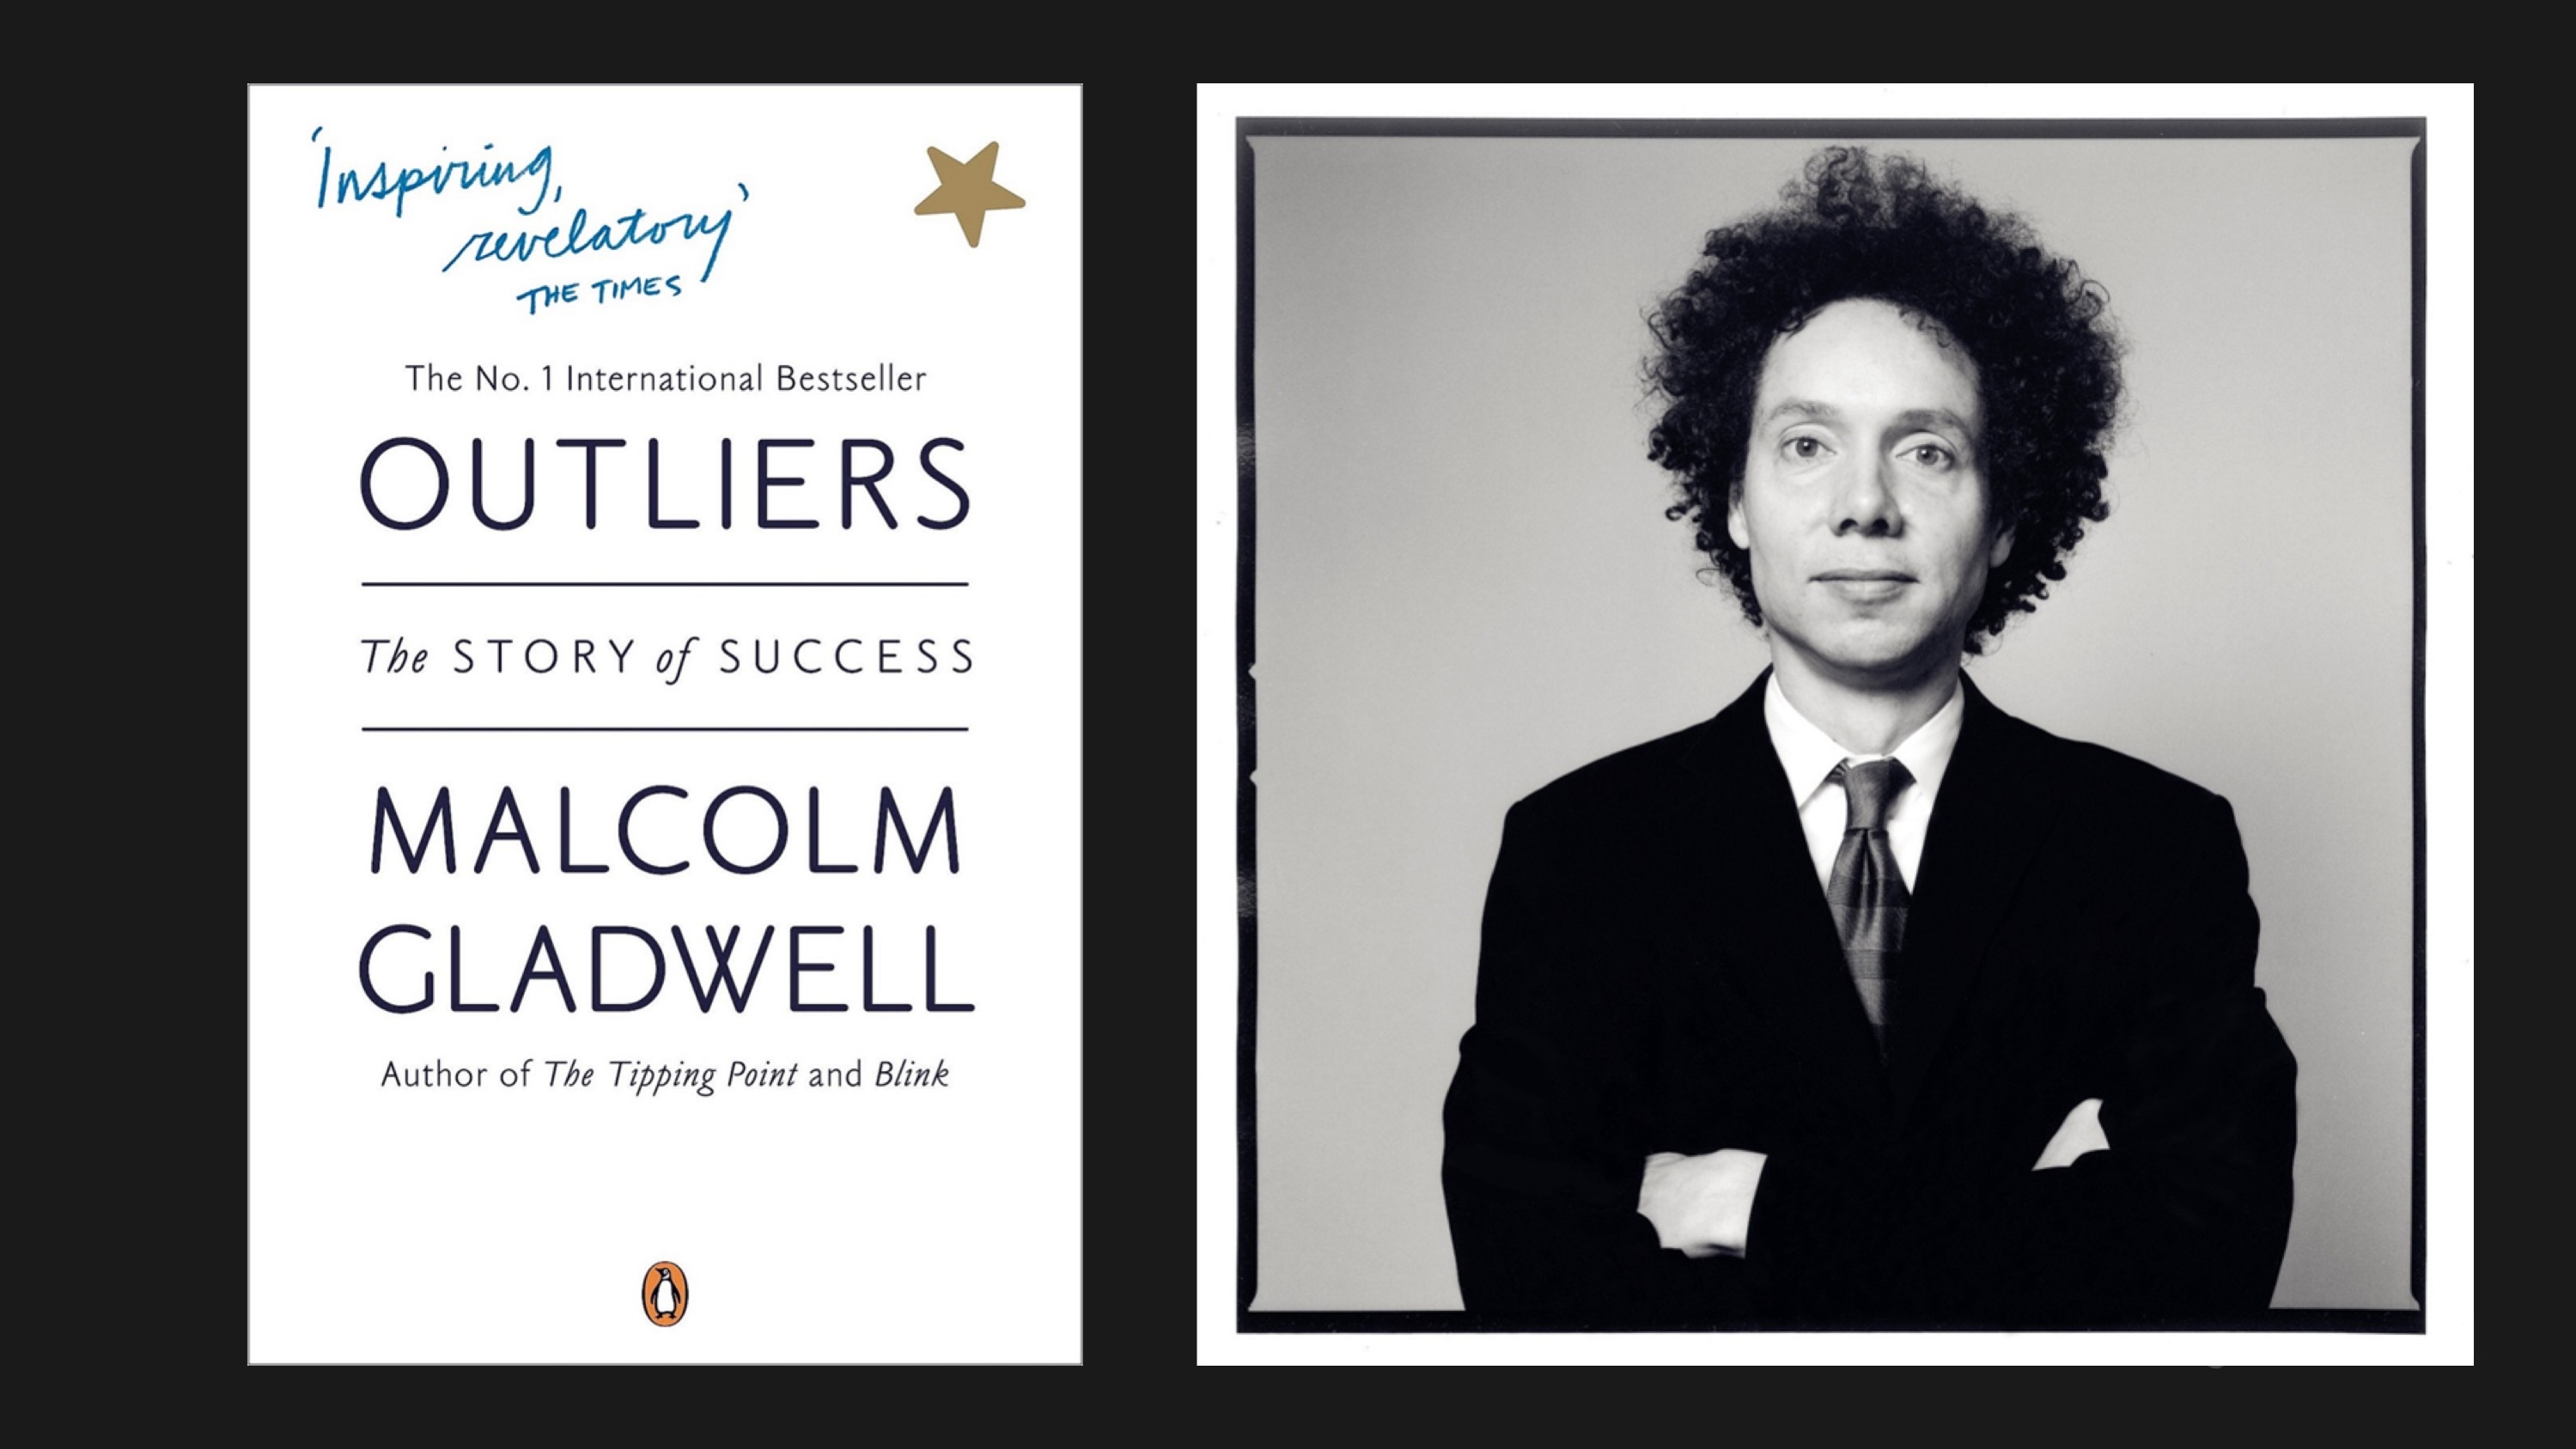 'Inspiring,
revelatory'
THE TIMES
The No. 1 International Bestseller
OUTLIERS
The STORY of SUCCESS
MALCOLM
GLADWELL
Author of The Tipping Point and Blink